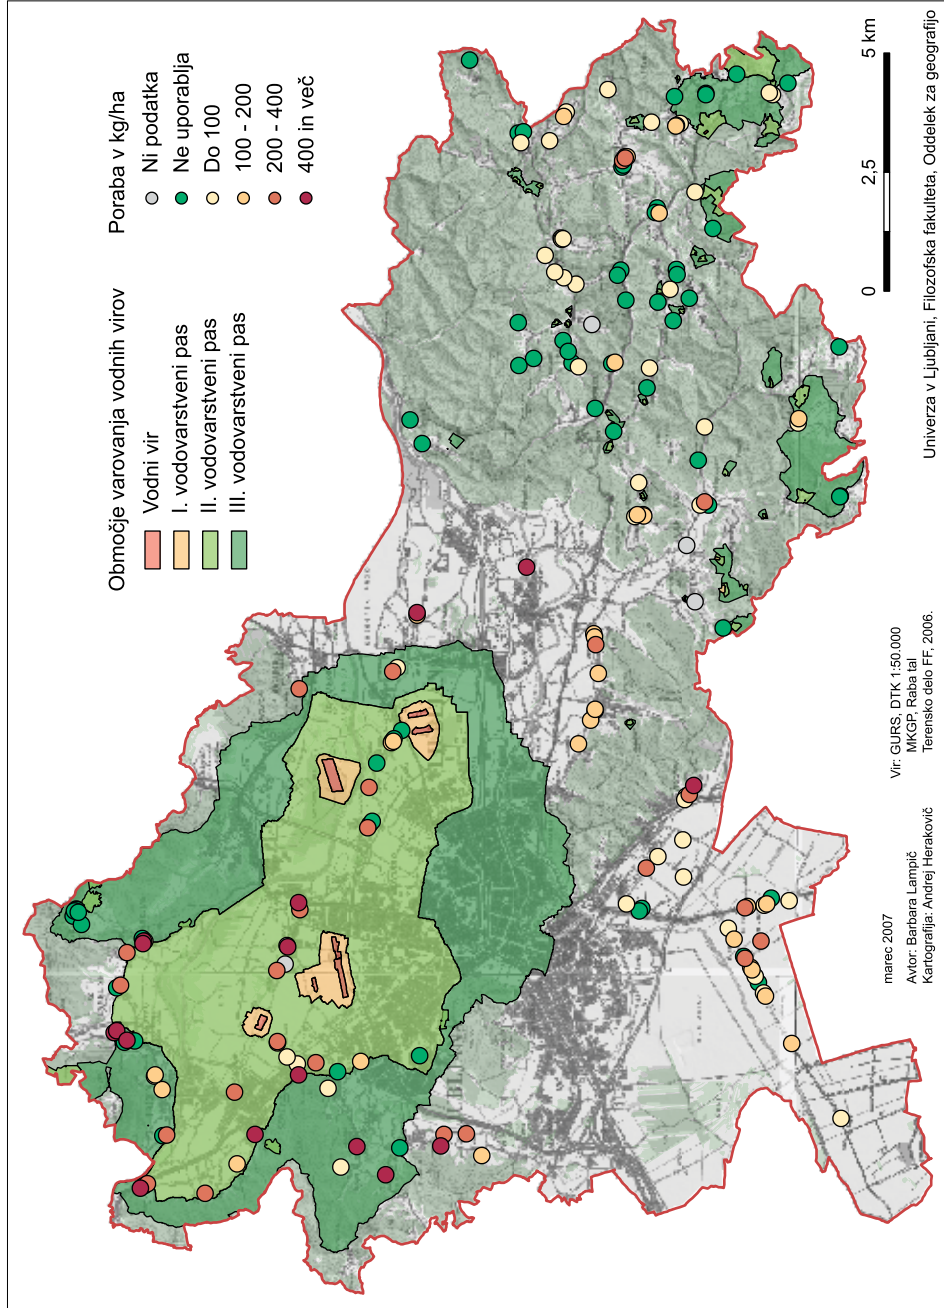 Območje varovanja vodnih virov
Vodni vir
I. vodovarstveni pas
II. vodovarstveni pas
III. vodovarstveni pas
Poraba v kg/ha
Ni podatka
Ne uporablja
Do 100
100 - 200
200 - 400
400 in več
marec 2007
Avtor: Barbara Lampič
Kartografija: Andrej Herakovič
Vir: GURS, DTK 1:50.000
MKGP, Raba tal
Terensko delo FF, 2006.
0 2,5 5 km
Univerza v Ljubljani, Filozofska fakulteta, Oddelek za geografijo